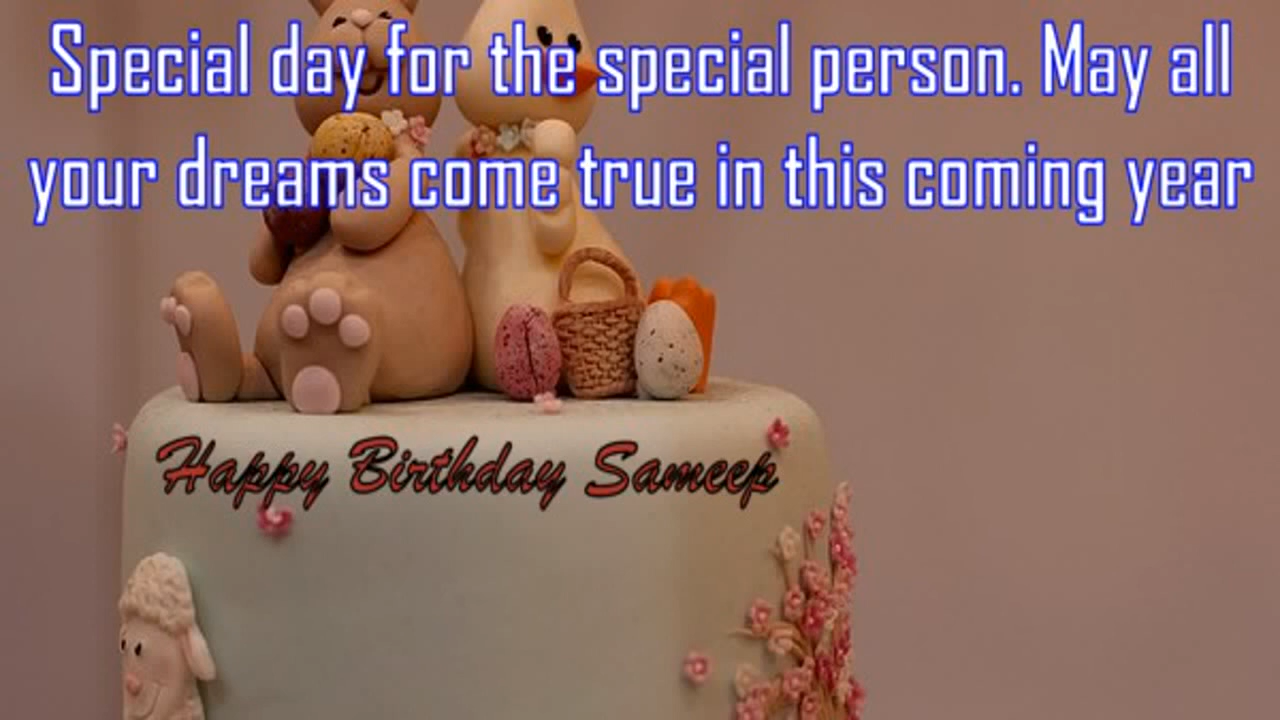 Special day for the special person. May all
your dreams come true in this coming year
Happy Birthday Sameep